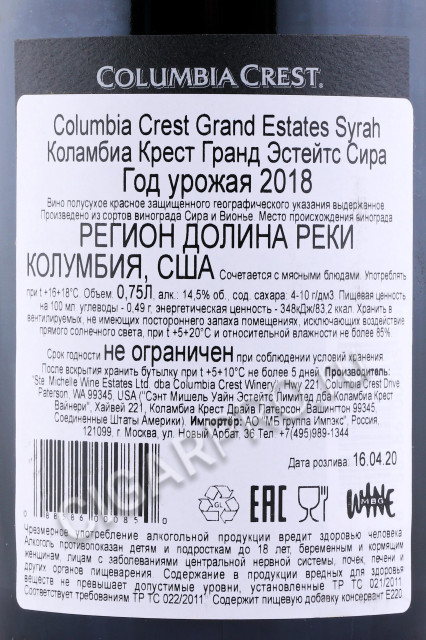 COLUMBIA CREST.
Columbia Crest Grand Estates Syrah
Коламбиа Крест Гранд Эстейтс Сира
Год урожая 2018
Вино полусухое красное защищенного географического указания выдержанное
Произведено из сортов винограда Сира и Вионье. Место происхождения винограда
РЕГИОН ДОЛИНА РЕКИ
КОЛУМБИЯ, США Сочетается с мясными блюдами. Употреблять
при t +16+18°С. Объем: 0,75Л, алк.: 14,5% об., сод. сахара: 4-10 г/дм3. Пищевая ценность
на 100 мл: углеводы - 0,49 г, энергетическая ценность - 348кДж/83,2 ккал. Хранить в
вентилируемых, не имеющих постороннего запаха помещениях, исключающих воздействие
прямого солнечного света, при t +5+20°С и относительной влажности не более 85%.
Срок годности не ограничен при соблюдении условий хранения
После вскрытия хранить бутылку при t +5+10°С не более 5 дней. Производитель:
"Ste. Michelle Wine Estates Ltd. dba Columbia Crest Winery", Hwy 221, Columbia Crest Drive
Paterson, WA 99345, USA ("Сэнт Мишель Уайн Эстейтс Лимитед дба Коламбиа Крест
Вайнери", Хайвей 221, Коламбиа Крест Драйв Патерсон, Вашингтон 99345
Соединенные Штаты Америки). Импортер: АО "МБ группа Импэкс", Россия,
121099, г. Москва, ул. Новый Арбат, 36 Тел. +7(495)989-1344
Дата розлива: 16.04.20
GL
EAC
WINE
MBG
Чрезмерное потребление алкогольной продукции вредит здоровью человека
Алкоголь противопоказан детям и подросткам до 18 лет, беременным и кормящим
женщинам, лицам с заболеваниями центральной нервной системы, почек, печени и
других органов пищеварения. Содержание в продукции вредных для здоровья
веществ не превышает допустимые уровни, установленные ТР ТС 021/2011.
Соответствует требованиям ТР ТС 022/2011 Содержит пищевую добавку консервант Е220.